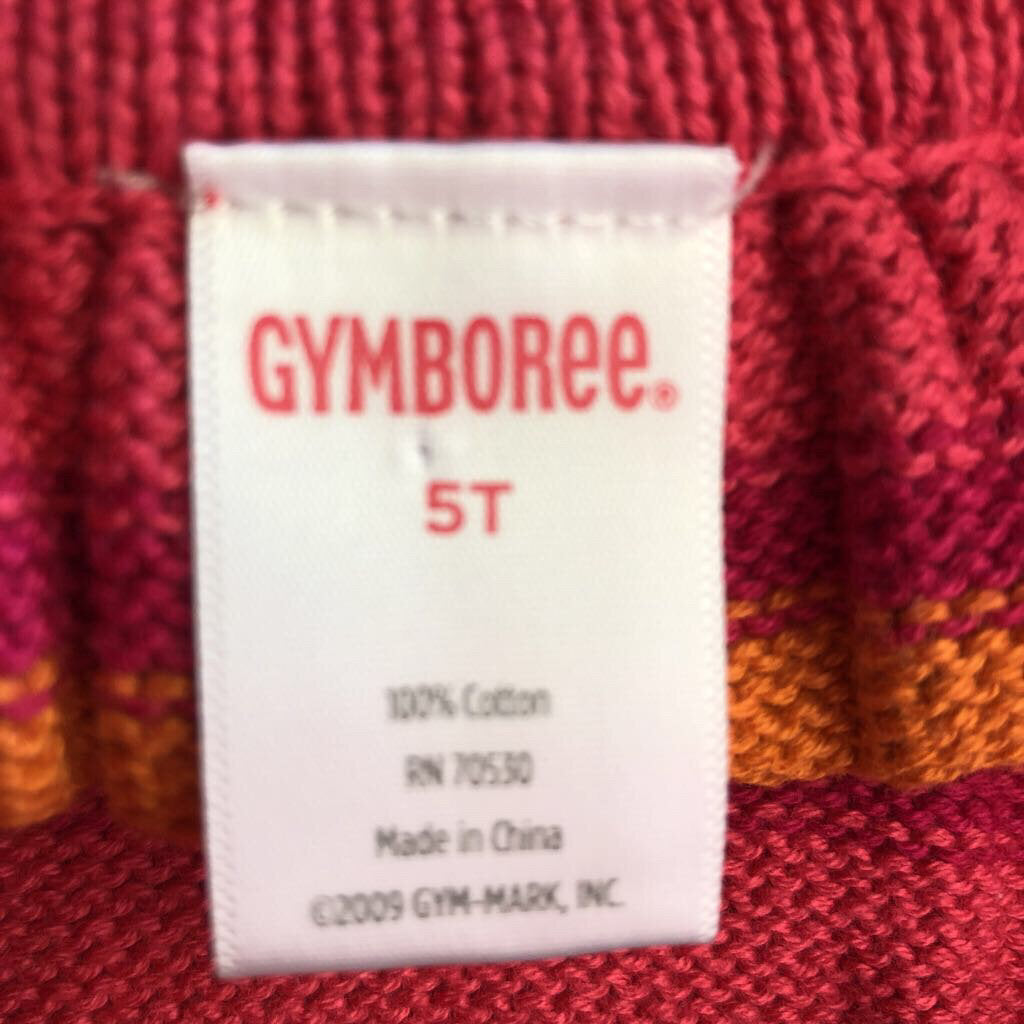 GYMBOREE®
5T
100% Cotton
RN 70530
Made in China
©2009 GYM-MARK, INC.